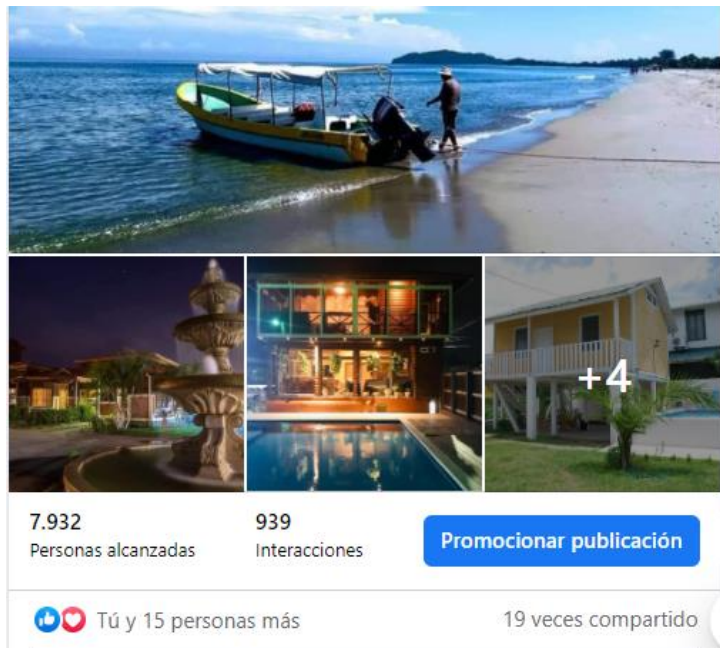 +4
7.932
Personas alcanzadas
939
Interacciones
Promocionar publicación
Tú y 15 personas más
19 veces compartido